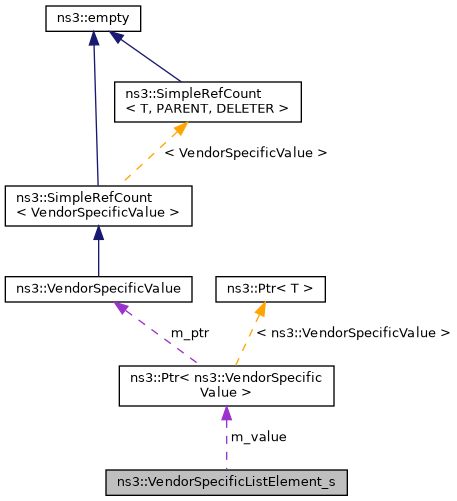 ns3::empty
ns3::SimpleRefCount
< T, PARENT, DELETER >
< VendorSpecificValue >
ns3::SimpleRefCount
< VendorSpecificValue >
ns3::VendorSpecificValue
ns3::Ptr< T >
m_ptr
< ns3::VendorSpecificValue >
ns3::Ptr< ns3::VendorSpecific
Value >
m_value
ns3::VendorSpecificListElement_s